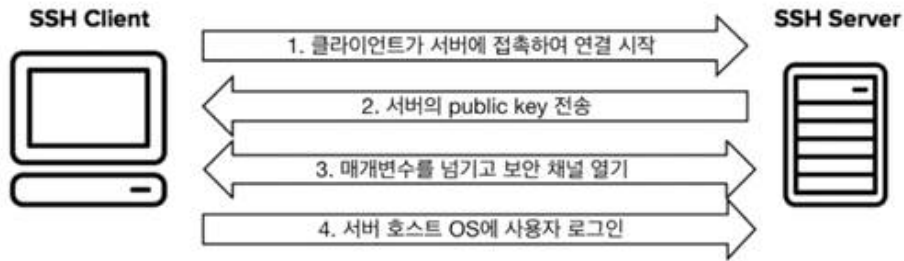 SSH Client
SSH Server
1. 클라이언트가 서버에 접촉하여 연결 시작
2. 서버의 public key 전송
3. 매개변수를 넘기고 보안 채널 열기
4. 서버 호스트 OS에 사용자 로그인